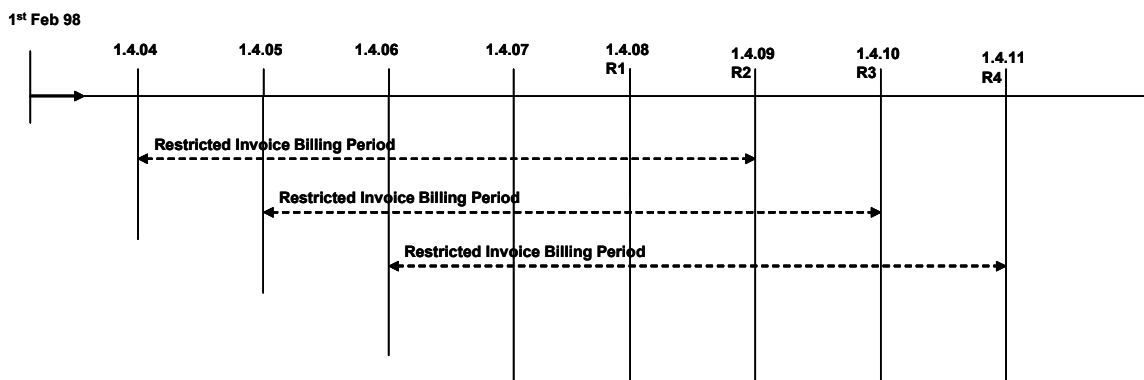 1st Feb 98
1.4.04
1.4.05
1.4.06
1.4.07
1.4.08
R1
1.4.09
R2
1.4.10
R3
1.4.11
R4
Restricted Invoice Billing Period
Restricted Invoice Billing Period
Restricted Invoice Billing Period